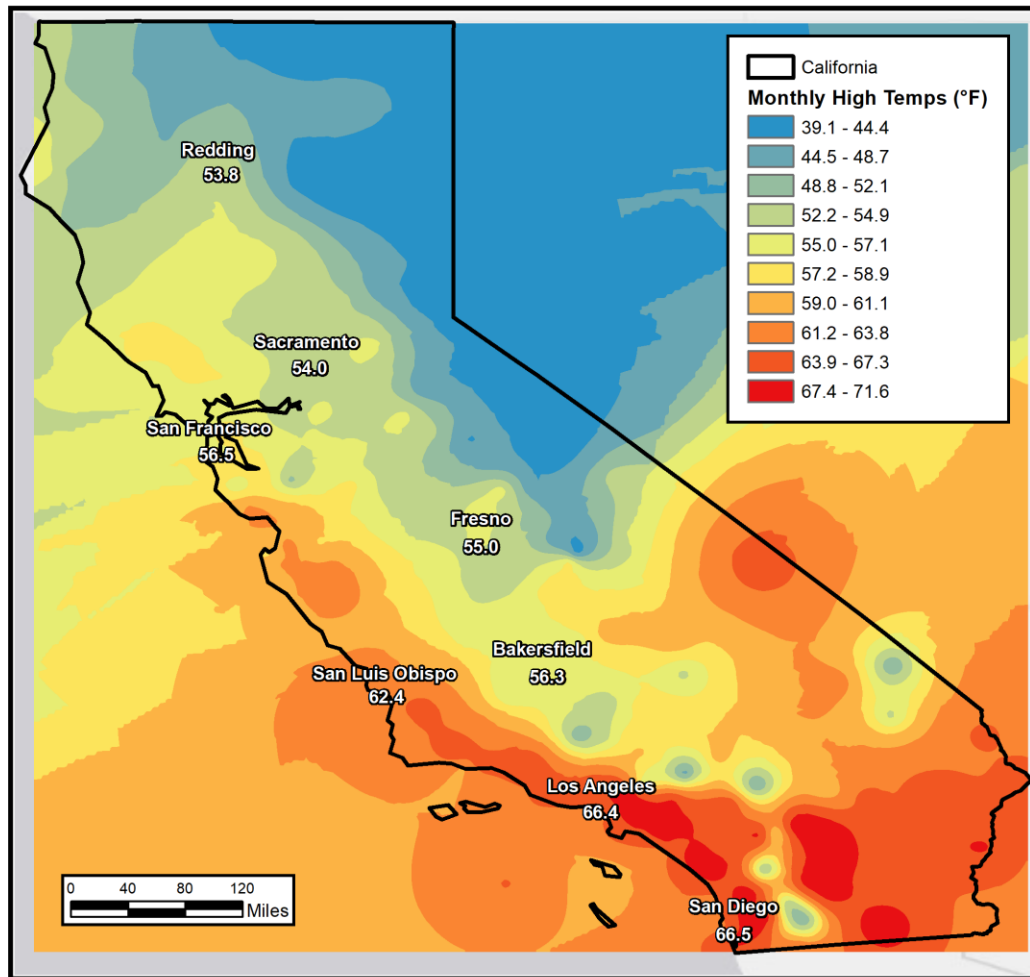 California
Monthly High Temps (°F)
39.1 - 44.4
44.5 - 48.7
48.8 - 52.1
52.2 - 54.9
55.0 - 57.1
57.2 - 58.9
59.0 - 61.1
61.2 - 63.8
63.9 - 67.3
67.4 - 71.6
Redding
53.8
Sacramento
54.0
San Francisco
56.5
Fresno
55.0
Bakersfield
56.3
San Luis Obispo
62.4
Los Angeles
66.4
San Diego
66.5
0 40 80 120
Miles